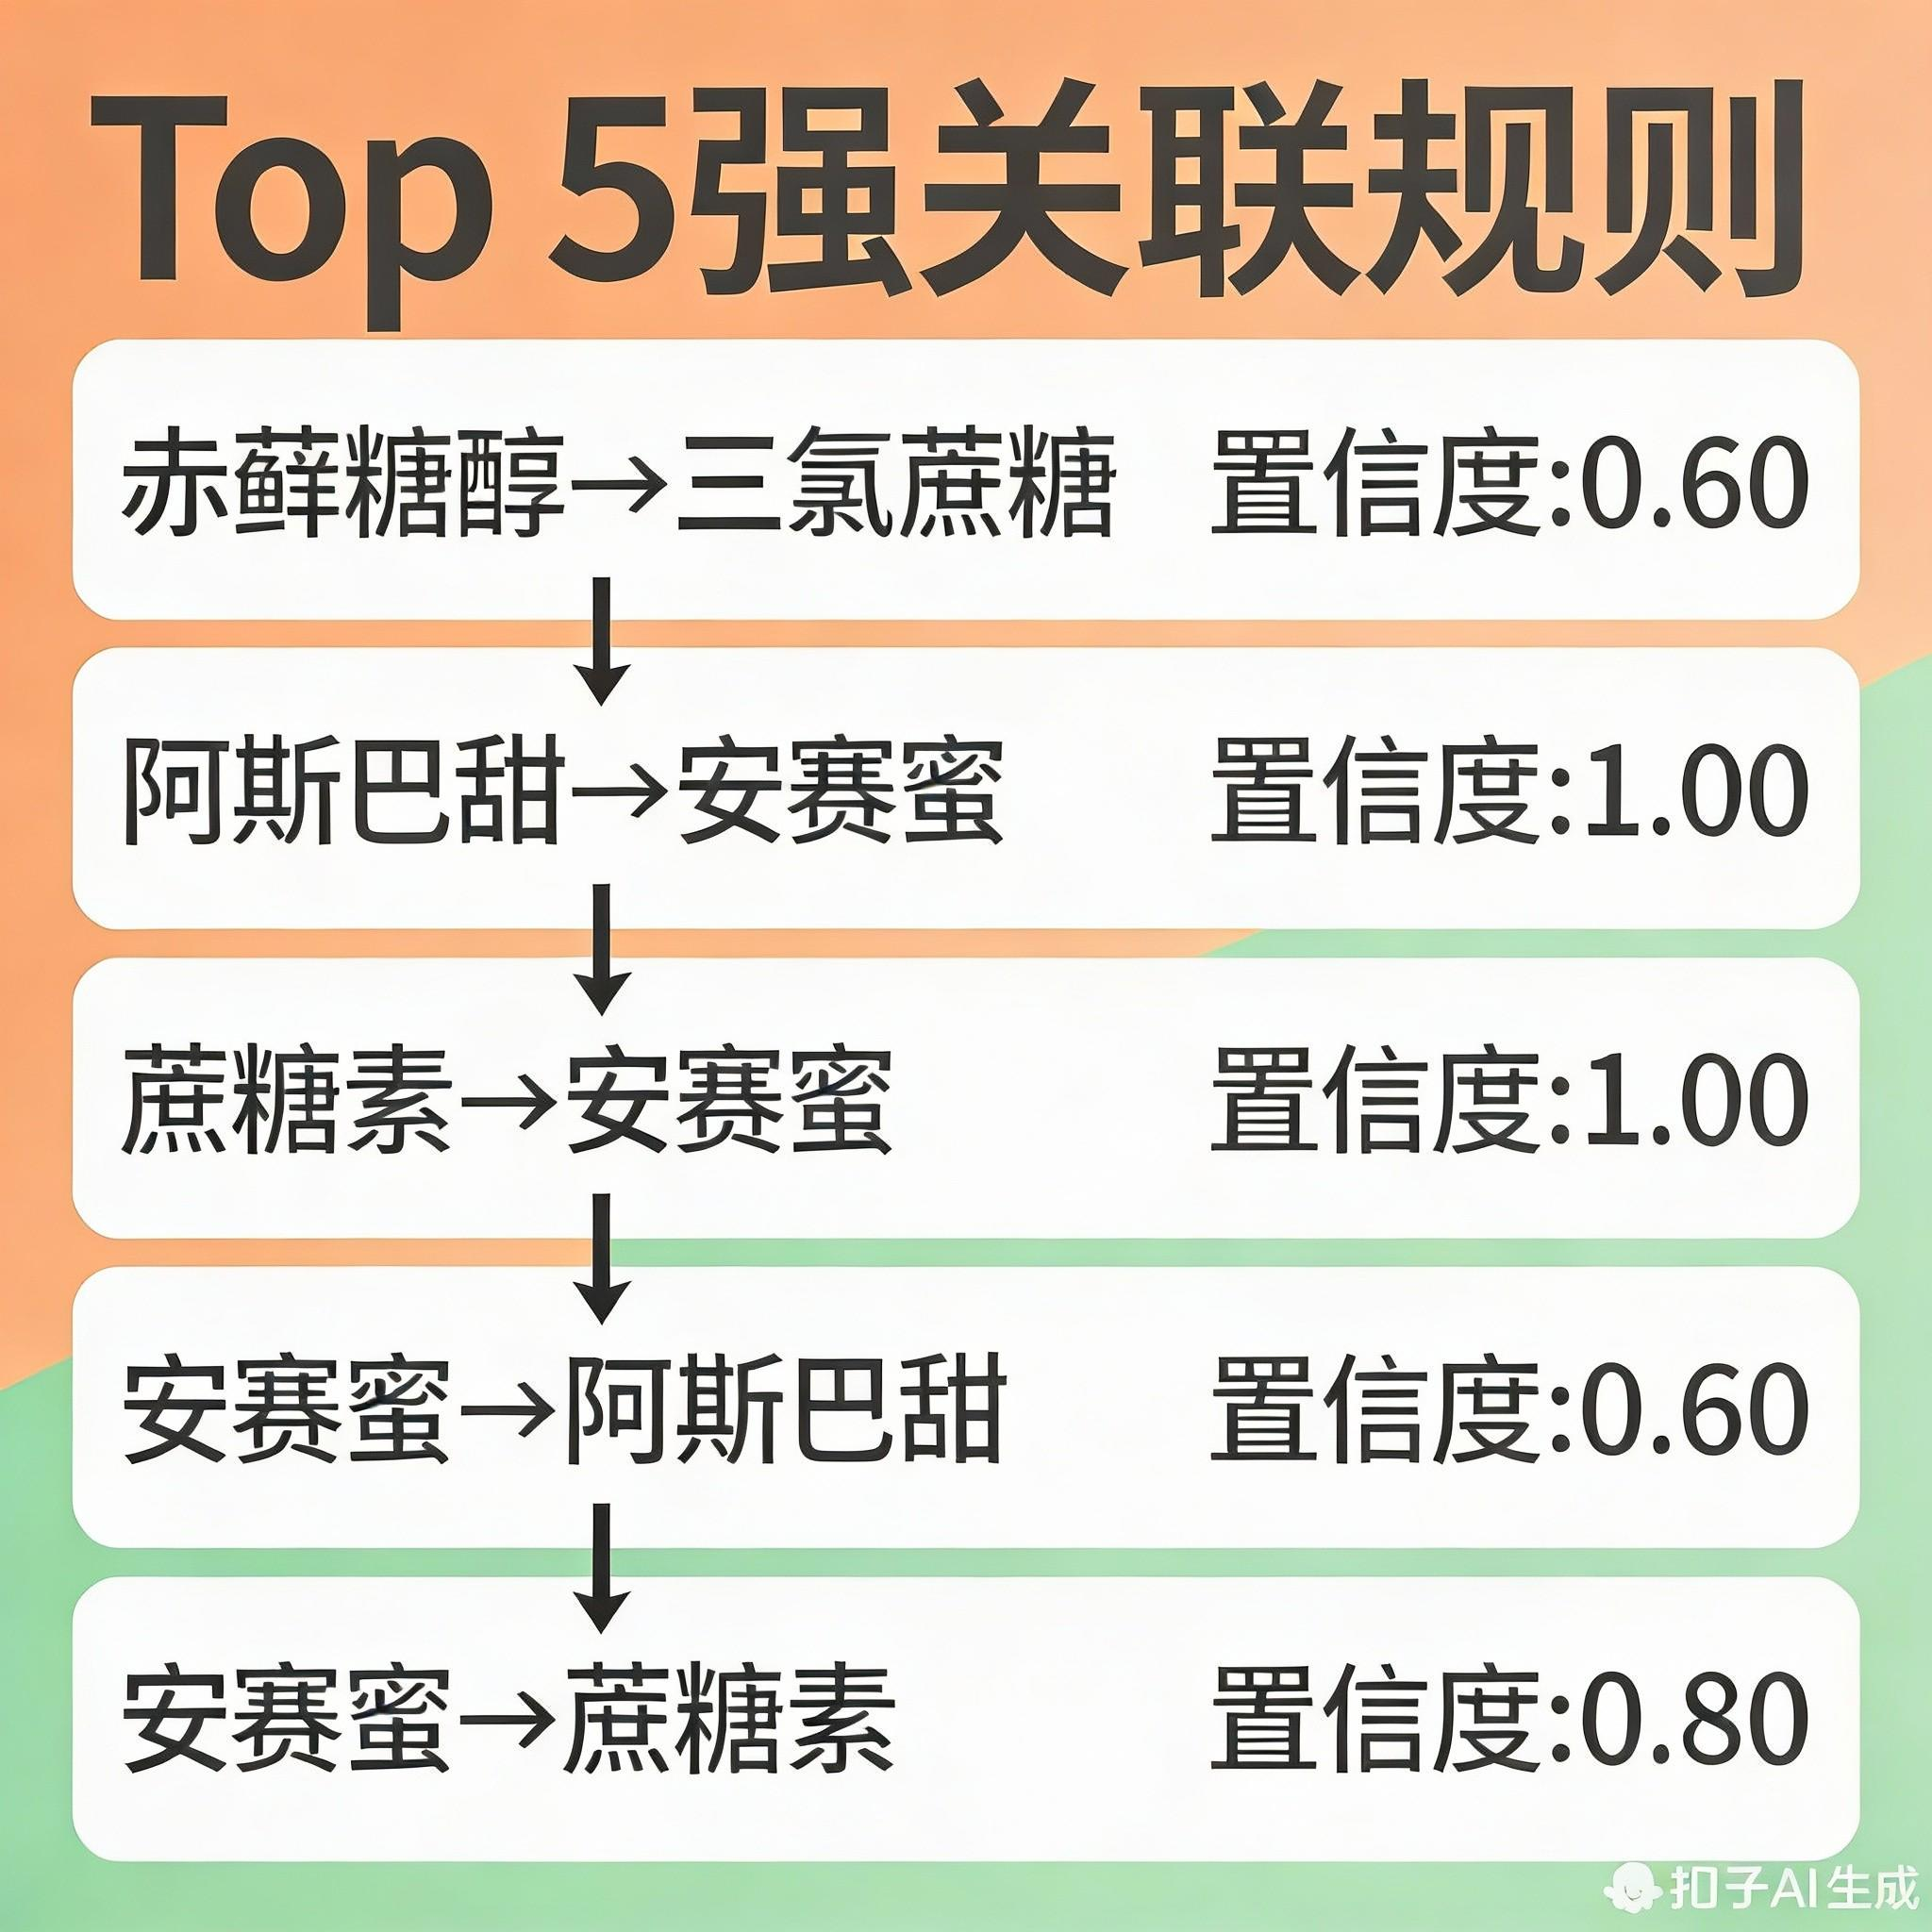 Top 5强关联规则
赤藓糖醇→三氯蔗糖 置信度:0.60
阿斯巴甜→安赛蜜 置信度:1.00
蔗糖素→安赛蜜 置信度:1.00
安赛蜜→阿斯巴甜 置信度:0.60
安赛蜜→蔗糖素 置信度:0.80
扣子AI生成